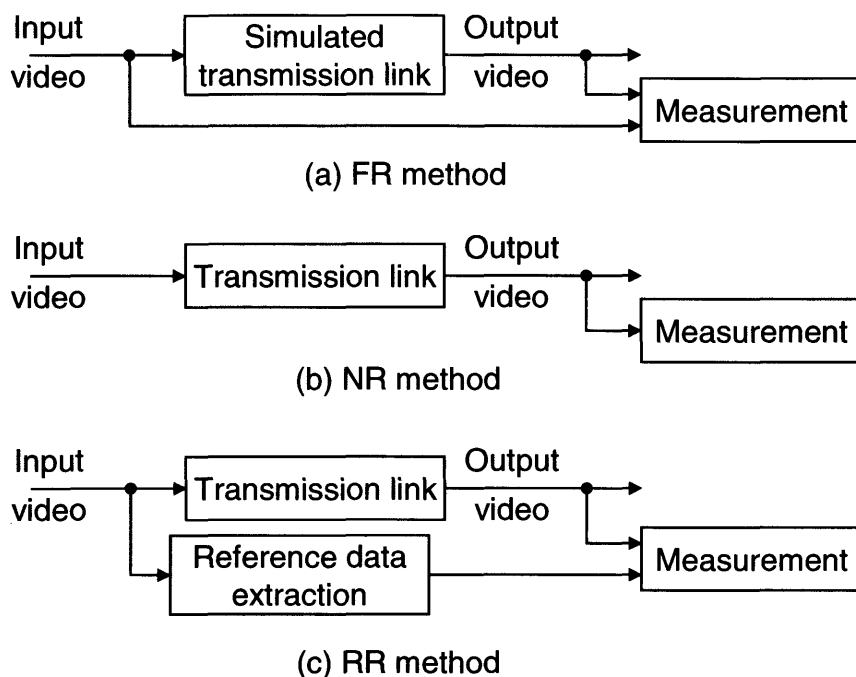 Input
video
Simulated
transmission link
Output
video
Measurement
(a) FR method
Input
video
Transmission link
Output
video
Measurement
(b) NR method
Input
video
Transmission link
Output
video
Reference data
extraction
Measurement
(c) RR method